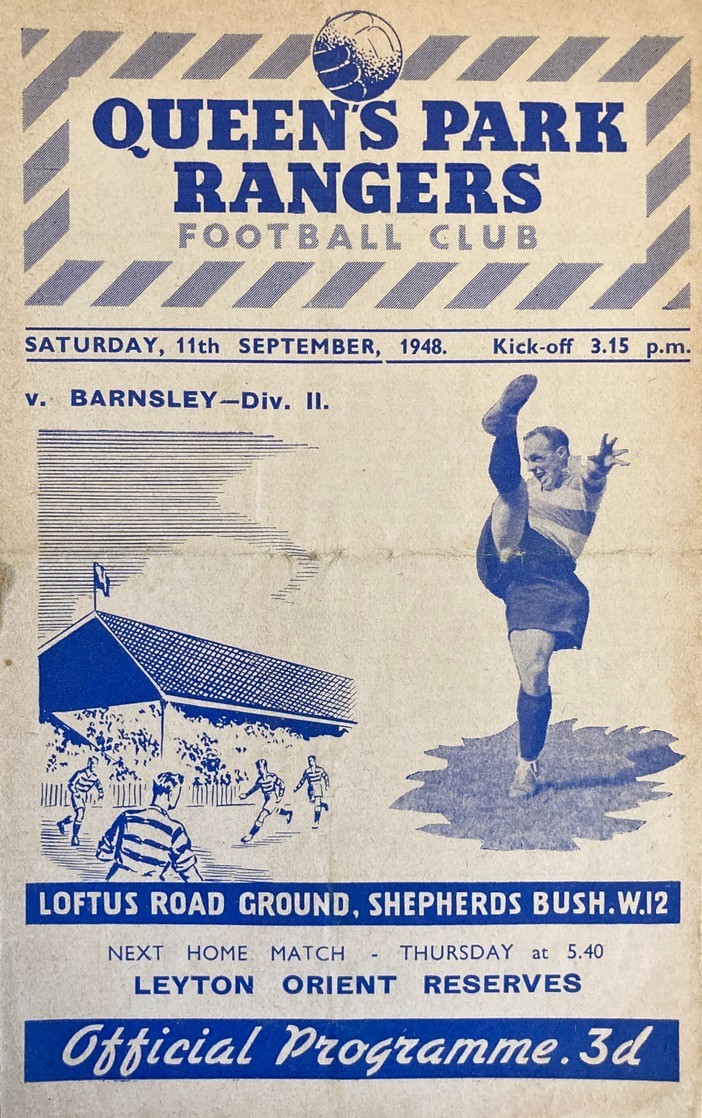 QUEEN'S PARK
RANGERS
FOOTBALL CLUB
SATURDAY, 11th SEPTEMBER, 1948. Kick-off 3.15 p.m.
v. BARNSLEY—Div. II.
LOFTUS ROAD GROUND, SHEPHERDS BUSH. W.12
NEXT HOME MATCH - THURSDAY at 5.40
LEYTON ORIENT RESERVES
Official Programme. 3d